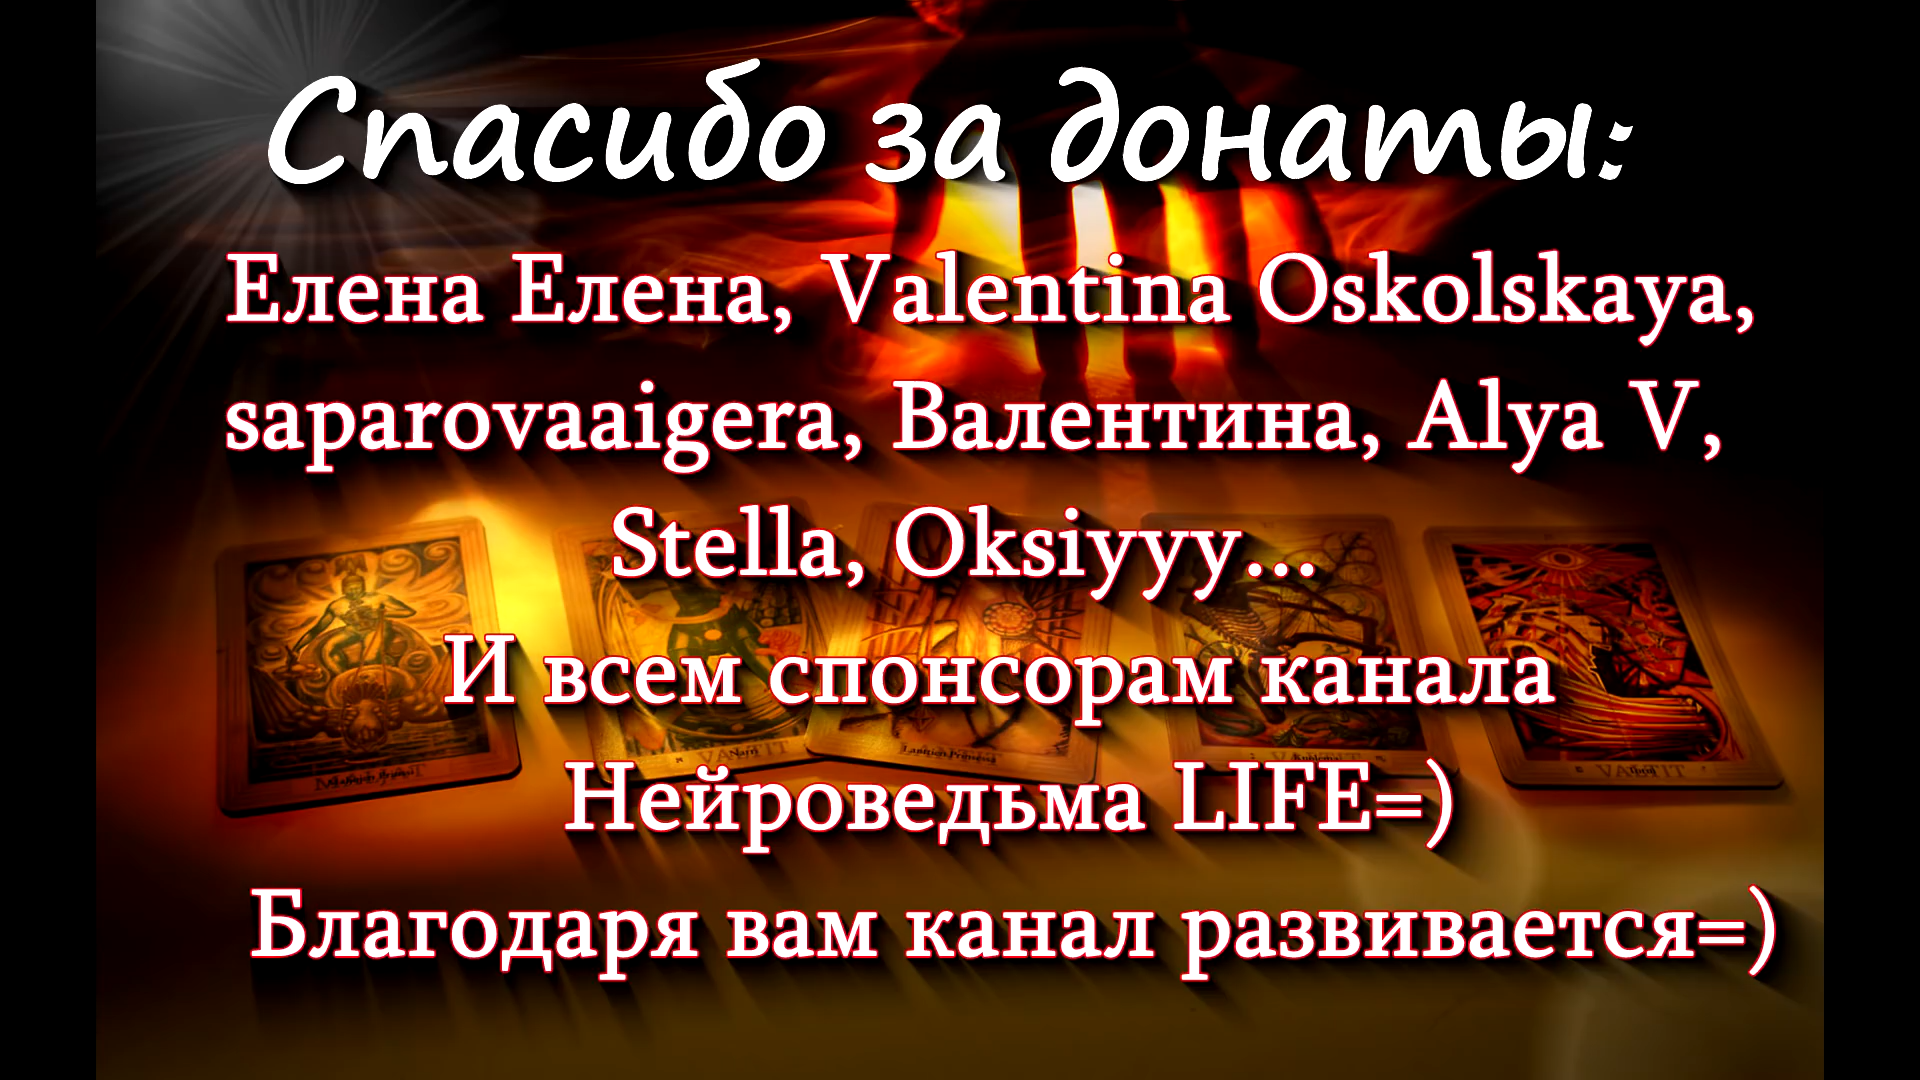 Спасибо за донаты:
Елена Елена, Valentina Oskolskaya,
saparovaaigera, Валентина, Alya V,
Stella, Oksiyyy...
И всем спонсорам канала
Нейроведьма LIFE=)
Благодаря вам канал развивается=)